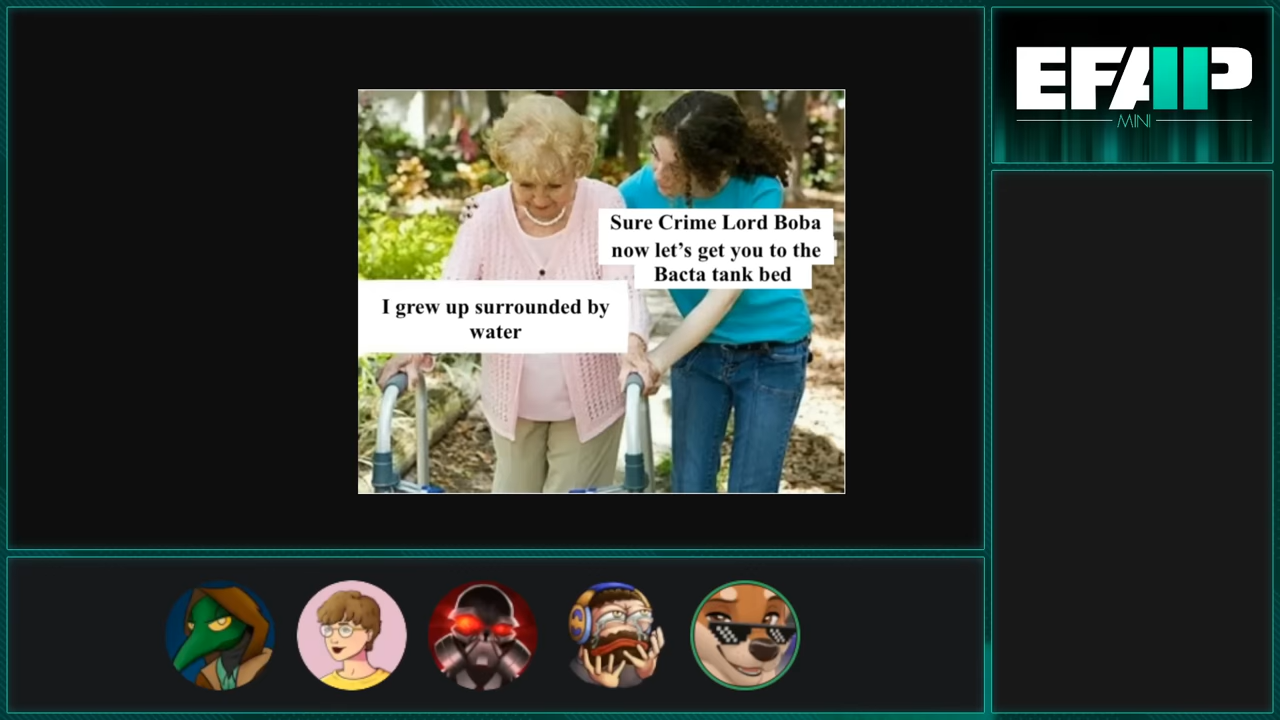 EFAP
MINI
Sure Crime Lord Boba
now let's get you to the
Bacta tank bed
I grew up surrounded by
water